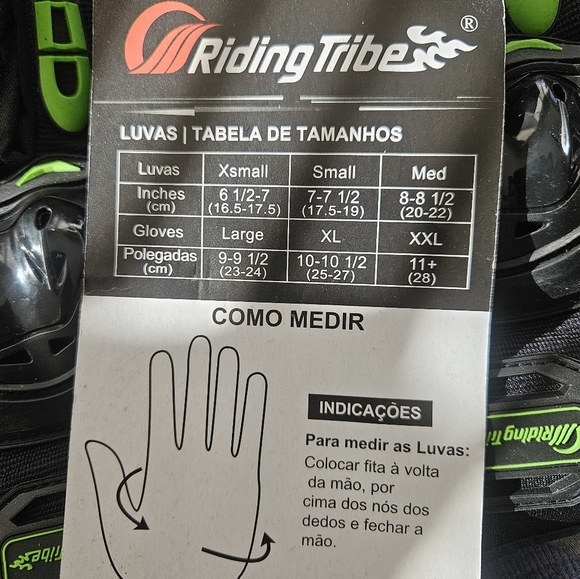 Riding Tribe ®
LUVAS | TABELA DE TAMANHOS
Luvas Xsmall Small Med
Inches (cm) 6 1/2-7 (16.5-17.5) 7-7 1/2 (17.5-19) 8-8 1/2 (20-22)
Gloves Large XL XXL
Polegadas (cm) 9-9 1/2 (23-24) 10-10 1/2 (25-27) 11+ (28)
COMO MEDIR
INDICAÇÕES
Para medir as Luvas:
Colocar fita à volta
da mão, por
cima dos nós dos
dedos e fechar a
mão.
Riding Tri
Tribe